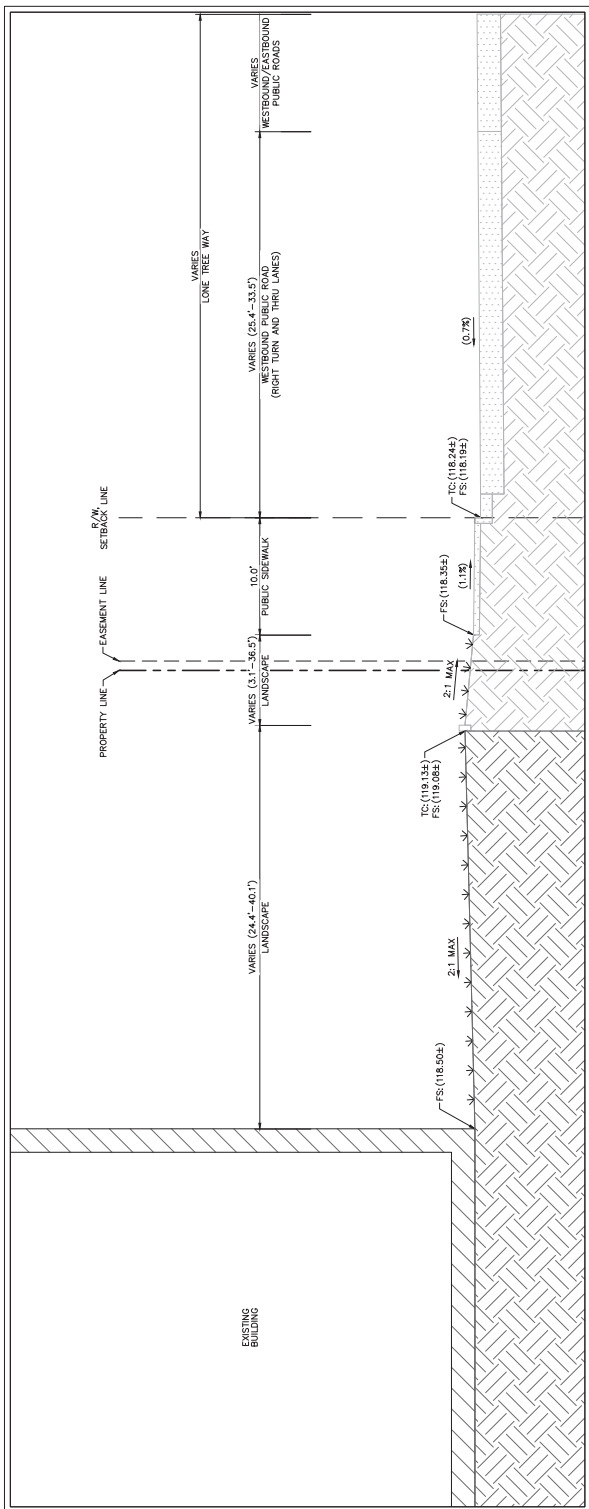 EXISTING
BUILDING
FS: (118.50±)
2:1 MAX
VARIES (24.4'-40.1')
LANDSCAPE
TC: (119.13±)
FS: (119.08±)
PROPERTY LINE
EASEMENT LINE
VARIES (3.1'-36.5')
LANDSCAPE
2:1 MAX
R/W,
SETBACK LINE
10.0'
PUBLIC SIDEWALK
FS: (118.35±)
(1.1%)
TC: (118.24±)
FS: (118.19±)
VARIES
LONE TREE WAY
VARIES (25.4'-33.5')
WESTBOUND PUBLIC ROAD
(RIGHT TURN AND THRU LANES)
(0.7%)
VARIES
WESTBOUND/EASTBOUND
PUBLIC ROADS